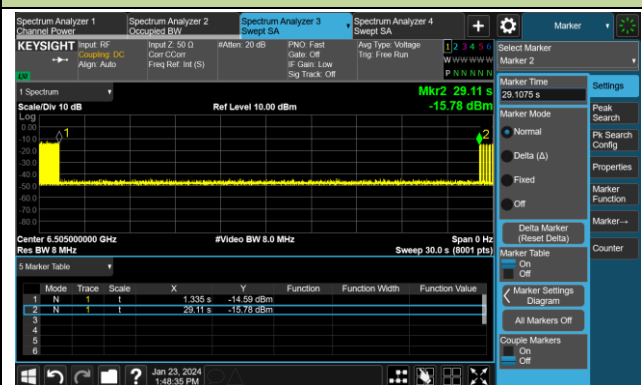 Spectrum Analyzer 1
Channel Power
Spectrum Analyzer 2
Occupied BW
Spectrum Analyzer 3
Swept SA
Spectrum Analyzer 4
Swept SA
+
Marker
KEYSIGHT
Input: RF
Coupling: DC
Align: Auto
Input Z: 50 Ω
Corr CCorr
Freq Ref: Int (S)
#Atten: 20 dB
PNO: Fast
Gate: Off
IF Gain: Low
Sig Track: Off
Avg Type: Voltage
Trig: Free Run
1 2 3 4 5 6
W W W W W W
P N N N N N
LXI
Select Marker
Marker 2
1 Spectrum
Mkr2 29.11 s
-15.78 dBm
Scale/Div 10 dB
Ref Level 10.00 dBm
Log
0.00
-10.0
-20.0
-30.0
-40.0
-50.0
-60.0
-70.0
-80.0
1
2
Center 6.505000000 GHz
Res BW 8 MHz
#Video BW 8.0 MHz
Span 0 Hz
Sweep 30.0 s (8001 pts)
5 Marker Table
Mode Trace Scale X Y Function Function Width Function Value
1 N 1 t 1.335 s -14.59 dBm
2 N 1 t 29.11 s -15.78 dBm
3
4
5
6
Marker Time
29.1075 s
Marker Mode
Normal
Delta (Δ)
Fixed
Off
Delta Marker
(Reset Delta)
Marker Table
On
Off
Marker Settings
Diagram
All Markers Off
Couple Markers
On
Off
Settings
Peak
Search
Pk Search
Config
Properties
Marker
Function
Marker→
Counter
?
Jan 23, 2024
1:48:35 PM